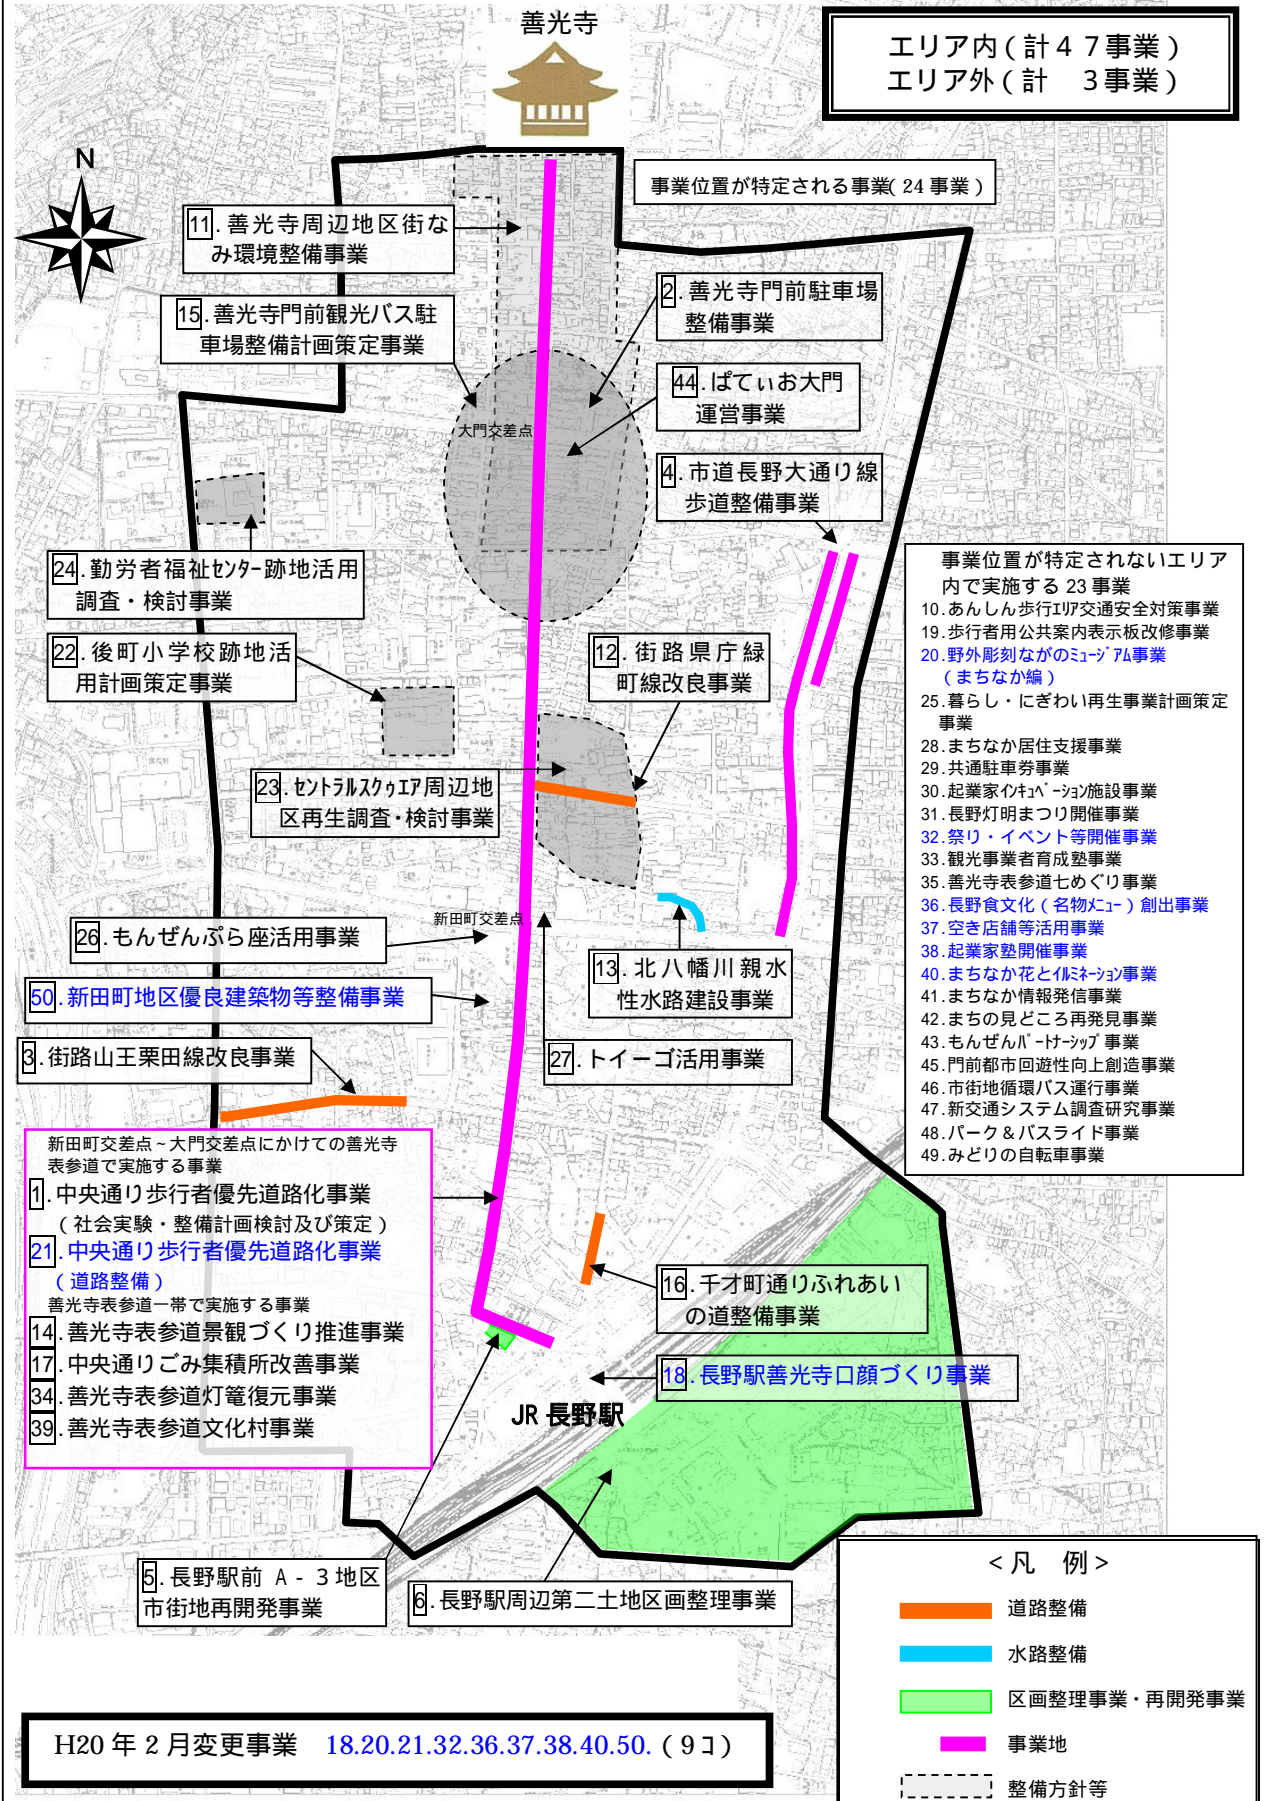 善光寺
エリア内（計４７事業）
エリア外（計　３事業）
N
事業位置が特定される事業（24 事業）
11.善光寺周辺地区街な
み環境整備事業
2.善光寺門前駐車場
整備事業
15.善光寺門前観光バス駐
車場整備計画策定事業
44.ぱてぃお大門
運営事業
大門交差点
4.市道長野大通り線
歩道整備事業
24.勤労者福祉ｾﾝﾀｰ跡地活用
調査・検討事業
22.後町小学校跡地活
用計画策定事業
12.街路県庁緑
町線改良事業
23.ｾﾝﾄﾗﾙｽｸｩｴｱ周辺地
区再生調査・検討事業
事業位置が特定されないエリア
内で実施する 23 事業
10.あんしん歩行ｴﾘｱ交通安全対策事業
19.歩行者用公共案内表示板改修事業
20.野外彫刻ながのﾐｭｰｼﾞｱﾑ事業
（まちなか編）
25.暮らし・にぎわい再生事業計画策定
事業
28.まちなか居住支援事業
29.共通駐車券事業
30.起業家ｲﾝｷｭﾍﾞｰｼｮﾝ施設事業
31.長野灯明まつり開催事業
32.祭り・イベント等開催事業
33.観光事業者育成塾事業
35.善光寺表参道七めぐり事業
36.長野食文化（名物ﾒﾆｭｰ）創出事業
37.空き店舗等活用事業
38.起業家塾開催事業
40.まちなか花とｲﾙﾐﾈｰｼｮﾝ事業
41.まちなか情報発信事業
42.まちの見どころ再発見事業
43.もんぜんﾊﾟｰﾄﾅｰｼｯﾌﾟ事業
45.門前都市回遊性向上創造事業
46.市街地循環バス運行事業
47.新交通システム調査研究事業
48.パーク＆バスライド事業
49.みどりの自転車事業
新田町交差点
26.もんぜんぷら座活用事業
13.北八幡川親水
性水路建設事業
50.新田町地区優良建築物等整備事業
3.街路山王栗田線改良事業
27.トイーゴ活用事業
新田町交差点～大門交差点にかけての善光寺
表参道で実施する事業
1.中央通り歩行者優先道路化事業
（社会実験・整備計画検討及び策定）
21.中央通り歩行者優先道路化事業
（道路整備）
善光寺表参道一帯で実施する事業
14.善光寺表参道景観づくり推進事業
17.中央通りごみ集積所改善事業
34.善光寺表参道灯篭復元事業
39.善光寺表参道文化村事業
16.千才町通りふれあい
の道整備事業
18.長野駅善光寺口顔づくり事業
JR 長野駅
5.長野駅前 A-３地区
市街地再開発事業
6.長野駅周辺第二土地区画整理事業
＜凡　例＞
道路整備
水路整備
区画整理事業・再開発事業
事業地
整備方針等
H20 年 2 月変更事業　18.20.21.32.36.37.38.40.50.（9 ｺ）